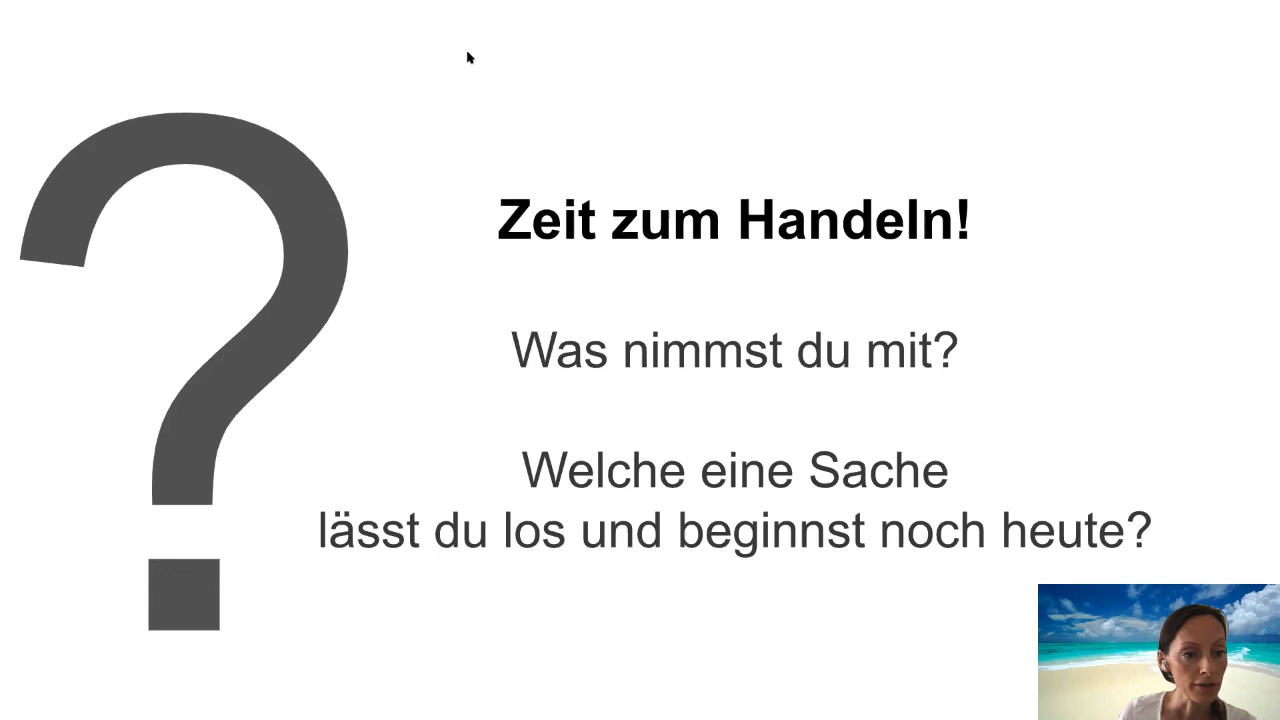 Zeit zum Handeln!
Was nimmst du mit?
Welche eine Sache
lässt du los und beginnst noch heute?